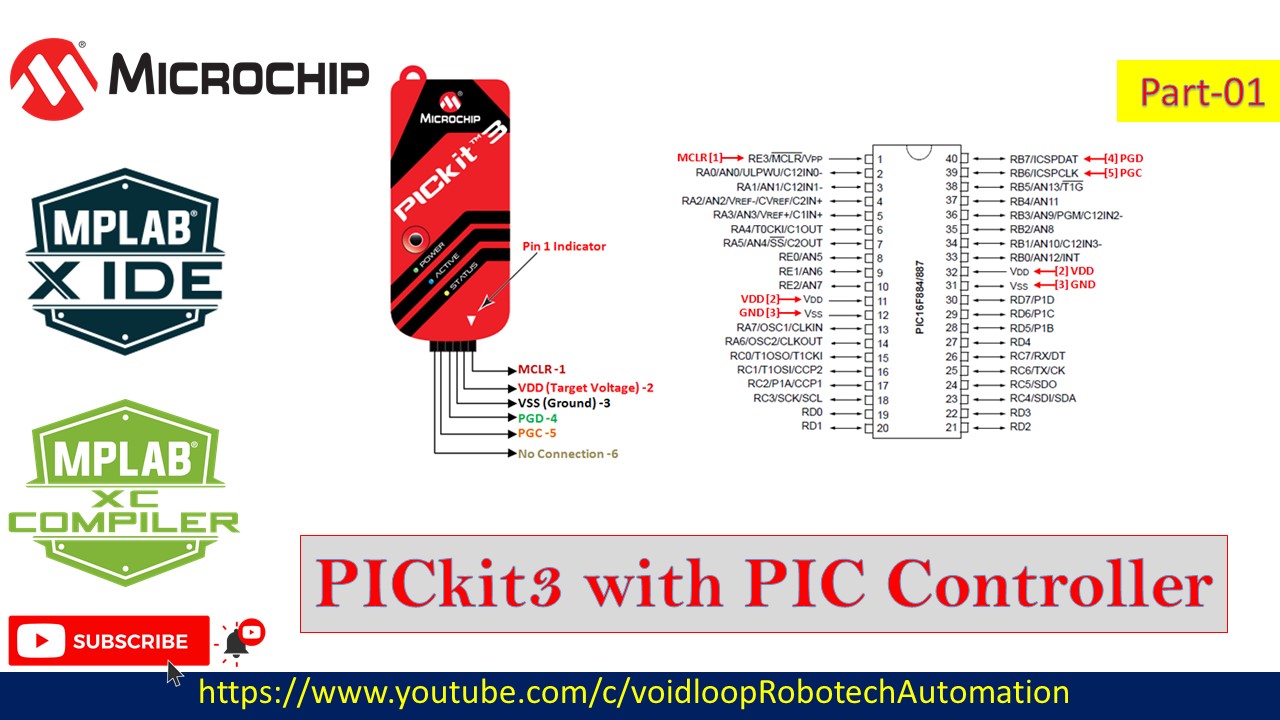 MICROCHIP
Part-01
MICROCHIP
PICkit™ 3
POWER
ACTIVE
STATUS
Pin 1 Indicator
MCLR -1
VDD (Target Voltage) -2
VSS (Ground) -3
PGD -4
PGC -5
No Connection -6
MPLAB®
X IDE
MPLAB®
XC
COMPILER
MCLR [1] RE3/MCLR/VPP 1 40 RB7/ICSPDAT [4] PGD
RA0/AN0/ULPWU/C12IN0- 2 39 RB6/ICSPCLK [5] PGC
RA1/AN1/C12IN1- 3 38 RB5/AN13/T1G
RA2/AN2/VREF-/CVREF/C2IN+ 4 37 RB4/AN11
RA3/AN3/VREF+/C1IN+ 5 36 RB3/AN9/PGM/C12IN2-
RA4/T0CKI/C1OUT 6 35 RB2/AN8
RA5/AN4/SS/C2OUT 7 34 RB1/AN10/C12IN3-
RE0/AN5 8 33 RB0/AN12/INT
RE1/AN6 9 32 VDD [2] VDD
RE2/AN7 10 31 VSS [3] GND
VDD [2] VDD 11 30 RD7/P1D
GND [3] VSS 12 29 RD6/P1C
RA7/OSC1/CLKIN 13 28 RD5/P1B
RA6/OSC2/CLKOUT 14 27 RD4
RC0/T1OSO/T1CKI 15 26 RC7/RX/DT
RC1/T1OSI/CCP2 16 25 RC6/TX/CK
RC2/P1A/CCP1 17 24 RC5/SDO
RC3/SCK/SCL 18 23 RC4/SDI/SDA
RD0 19 22 RD3
RD1 20 21 RD2
PIC16F884/887
PICkit3 with PIC Controller
SUBSCRIBE
https://www.youtube.com/c/voidloopRobotechAutomation